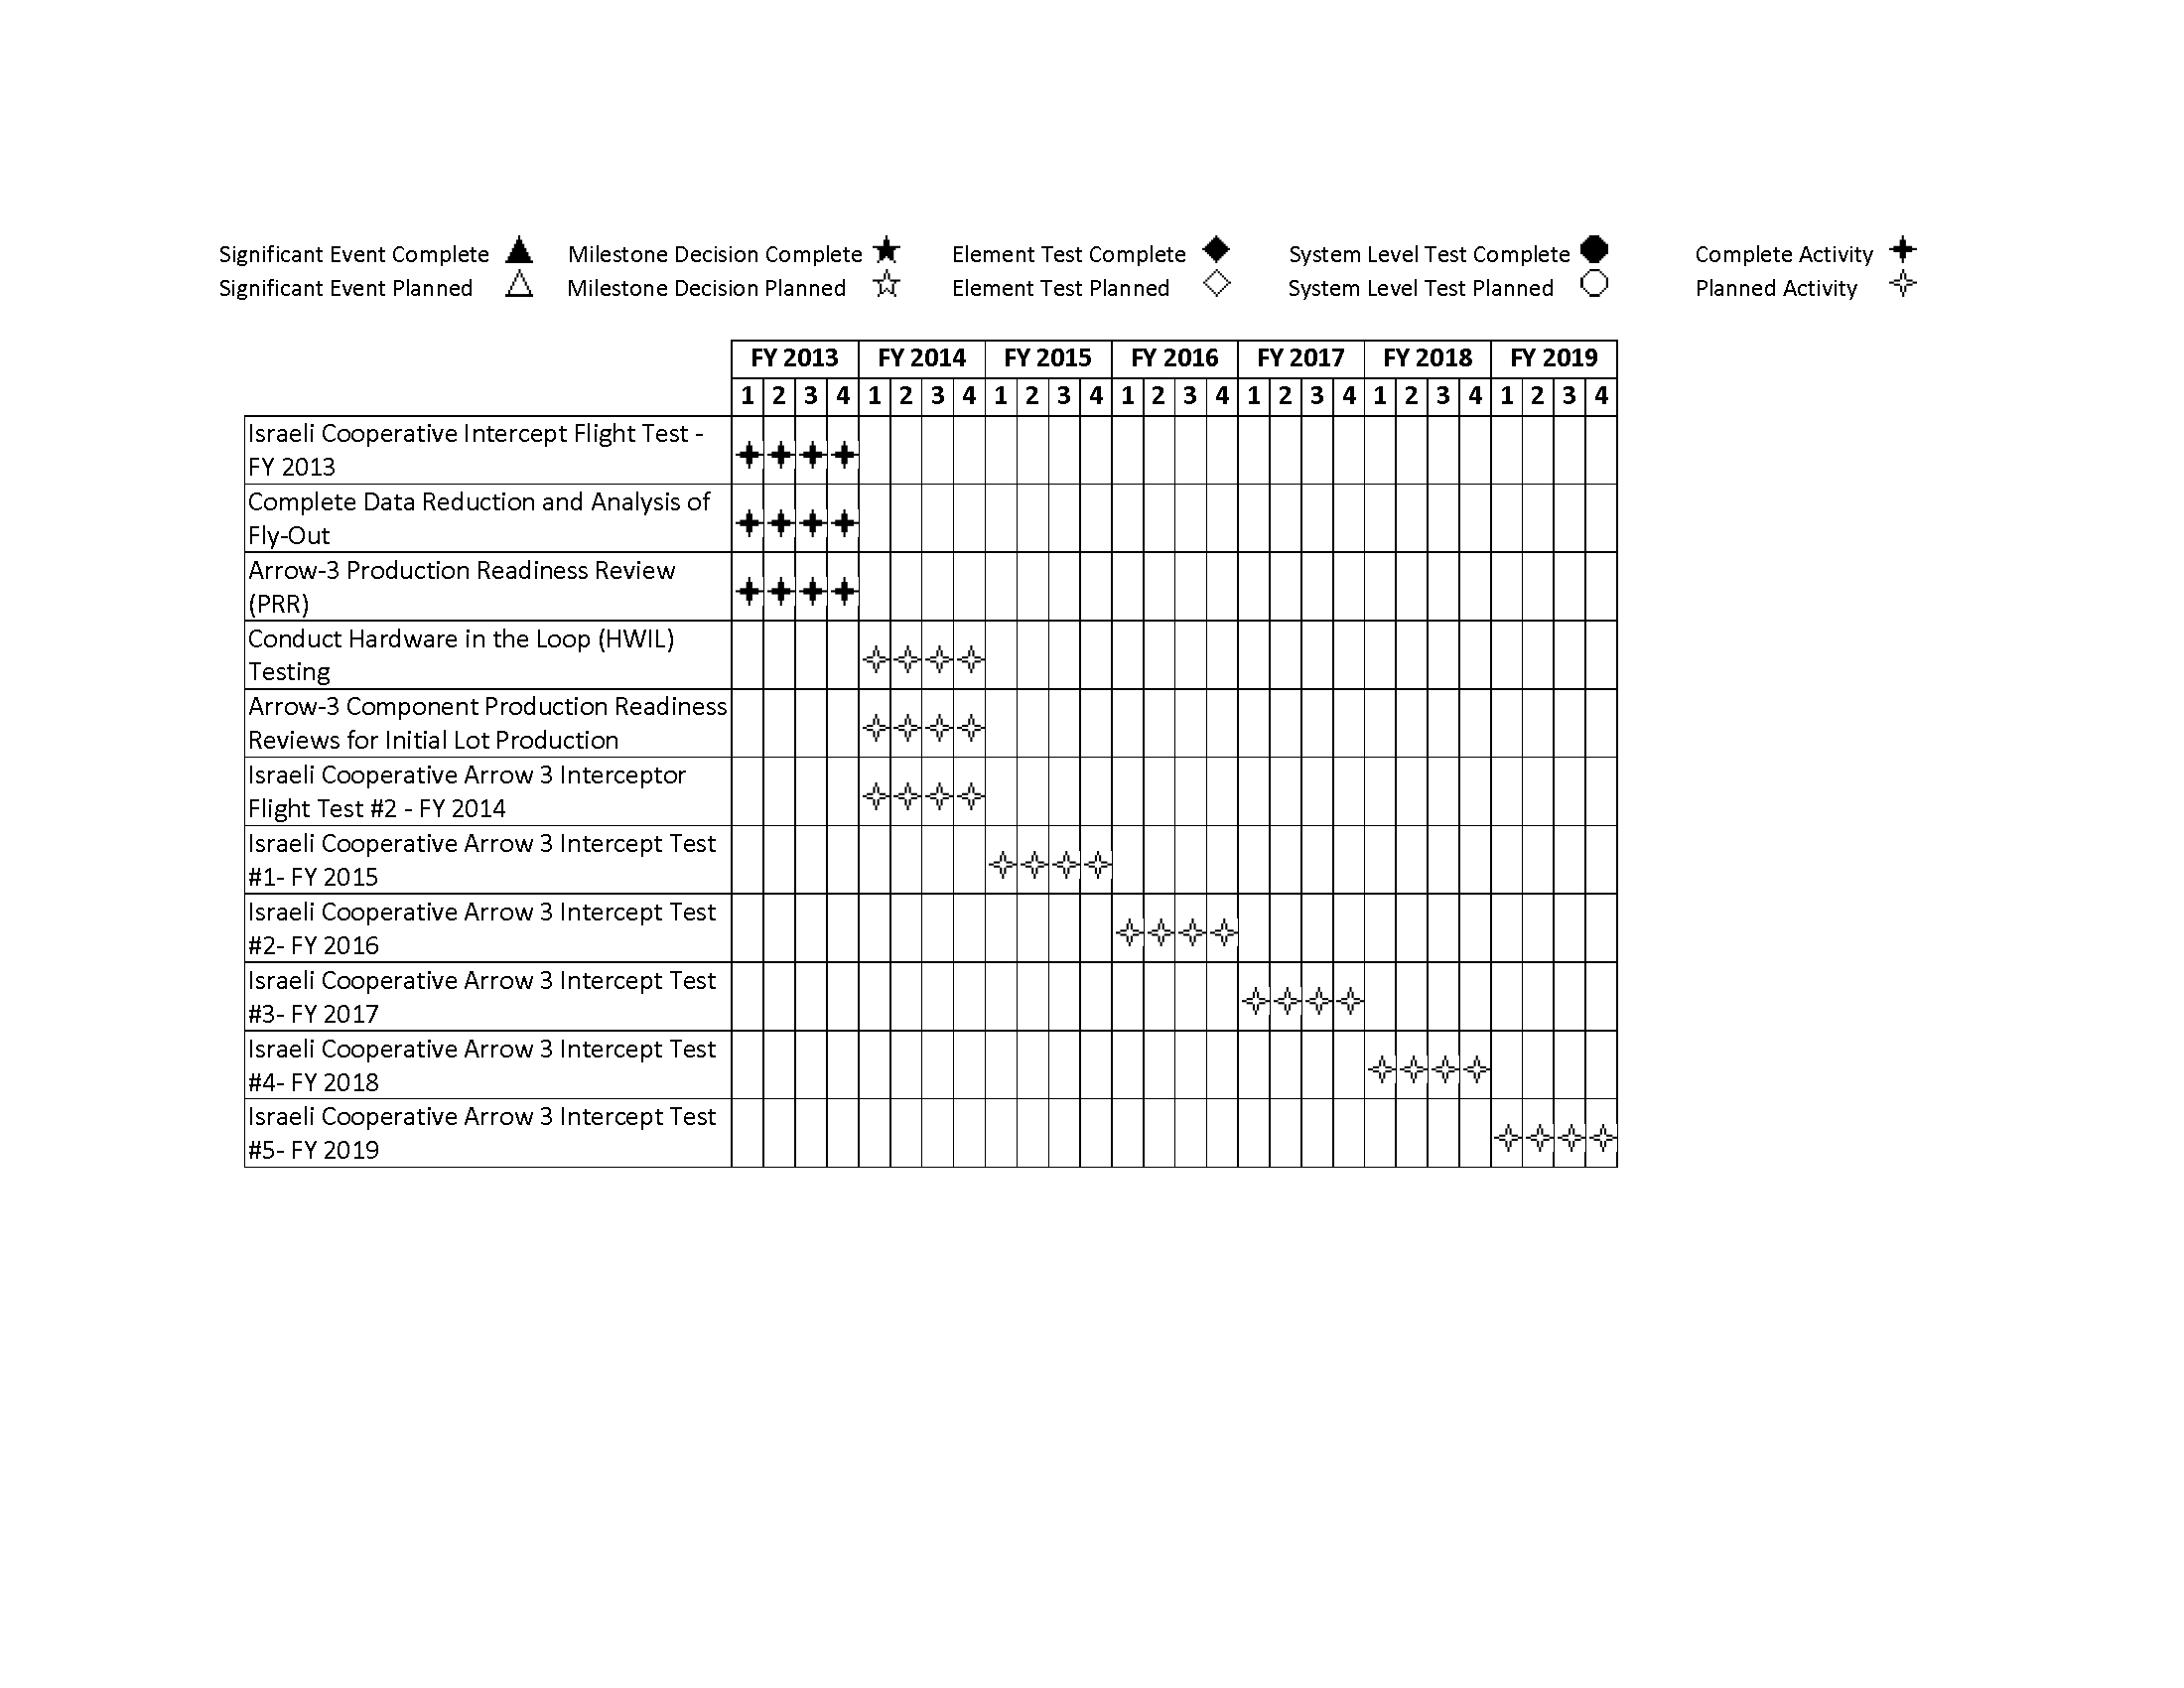 Significant Event Complete Milestone Decision Complete Element Test Complete System Level Test Complete Complete Activity
Significant Event Planned Milestone Decision Planned Element Test Planned System Level Test Planned Planned Activity
FY 2013 FY 2014 FY 2015 FY 2016 FY 2017 FY 2018 FY 2019
1 2 3 4 1 2 3 4 1 2 3 4 1 2 3 4 1 2 3 4 1 2 3 4 1 2 3 4
Israeli Cooperative Intercept Flight Test -
FY 2013
Complete Data Reduction and Analysis of
Fly-Out
Arrow-3 Production Readiness Review
(PRR)
Conduct Hardware in the Loop (HWIL)
Testing
Arrow-3 Component Production Readiness
Reviews for Initial Lot Production
Israeli Cooperative Arrow 3 Interceptor
Flight Test #2 - FY 2014
Israeli Cooperative Arrow 3 Intercept Test
#1- FY 2015
Israeli Cooperative Arrow 3 Intercept Test
#2- FY 2016
Israeli Cooperative Arrow 3 Intercept Test
#3- FY 2017
Israeli Cooperative Arrow 3 Intercept Test
#4- FY 2018
Israeli Cooperative Arrow 3 Intercept Test
#5- FY 2019